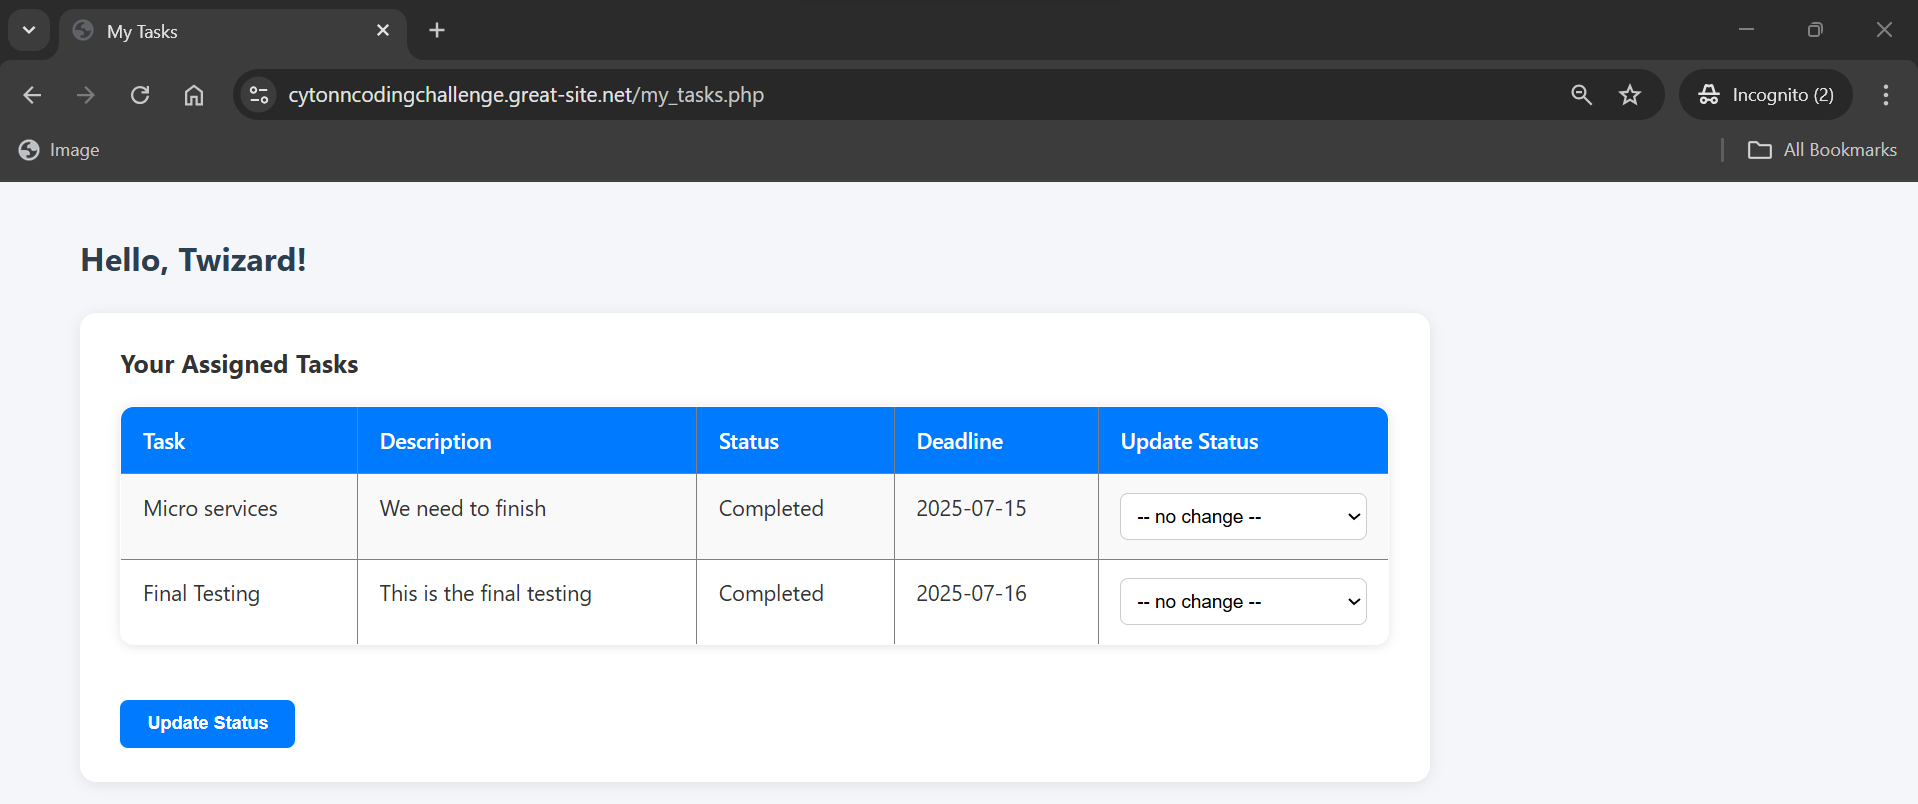 My Tasks
cytonncodingchallenge.great-site.net/my_tasks.php
Incognito (2)
Image
All Bookmarks
Hello, Twizard!
Your Assigned Tasks
Task Description Status Deadline Update Status
Micro services We need to finish Completed 2025-07-15 -- no change --
Final Testing This is the final testing Completed 2025-07-16 -- no change --
Update Status